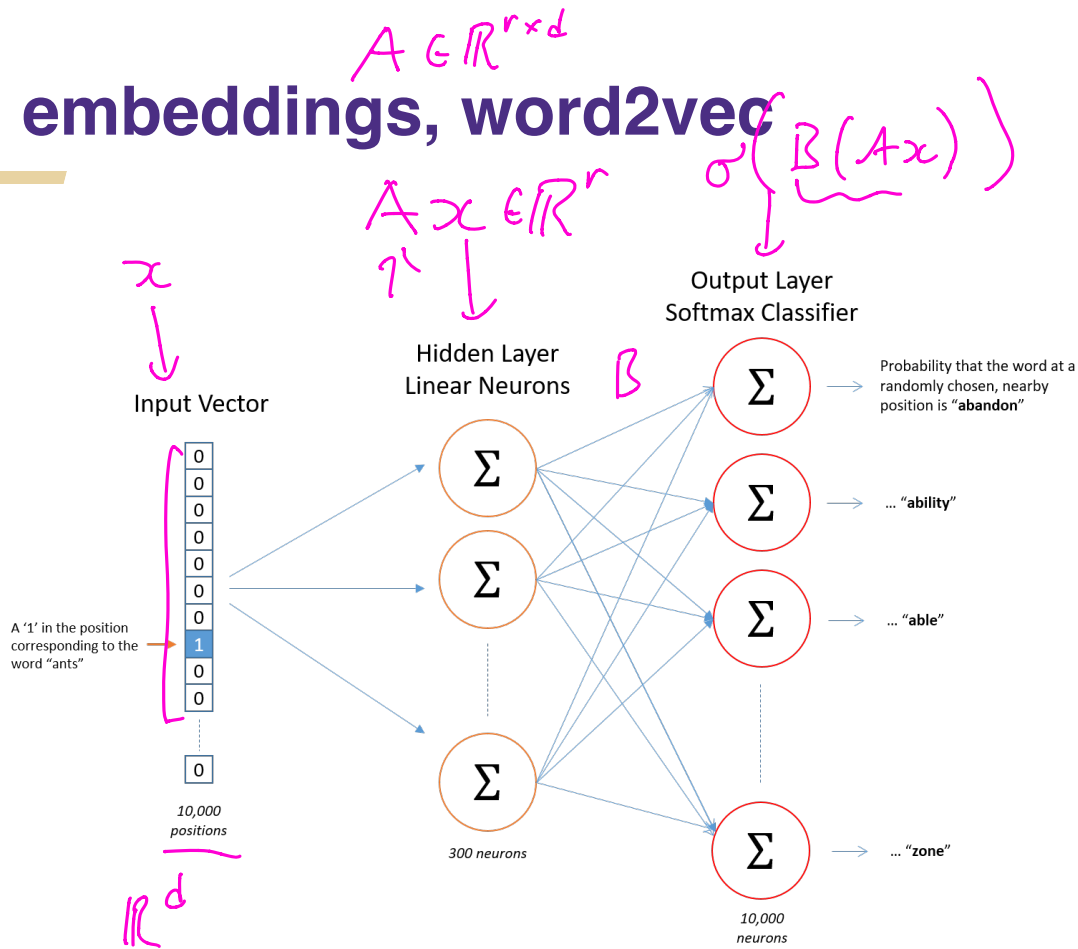 A ∈ ℝ^{r×d}
embeddings, word2vec
σ(B(Ax))
Ax ∈ ℝ^r
x
Output Layer
Softmax Classifier
Hidden Layer
Linear Neurons
B
Input Vector
Σ
Probability that the word at a
randomly chosen, nearby
position is “abandon”
0
0
0
0
0
0
0
1
0
0
0
A ‘1’ in the position
corresponding to the
word “ants”
Σ
Σ
Σ
Σ
... “ability”
Σ
... “able”
Σ
... “zone”
10,000
positions
300 neurons
10,000
neurons
ℝ^d